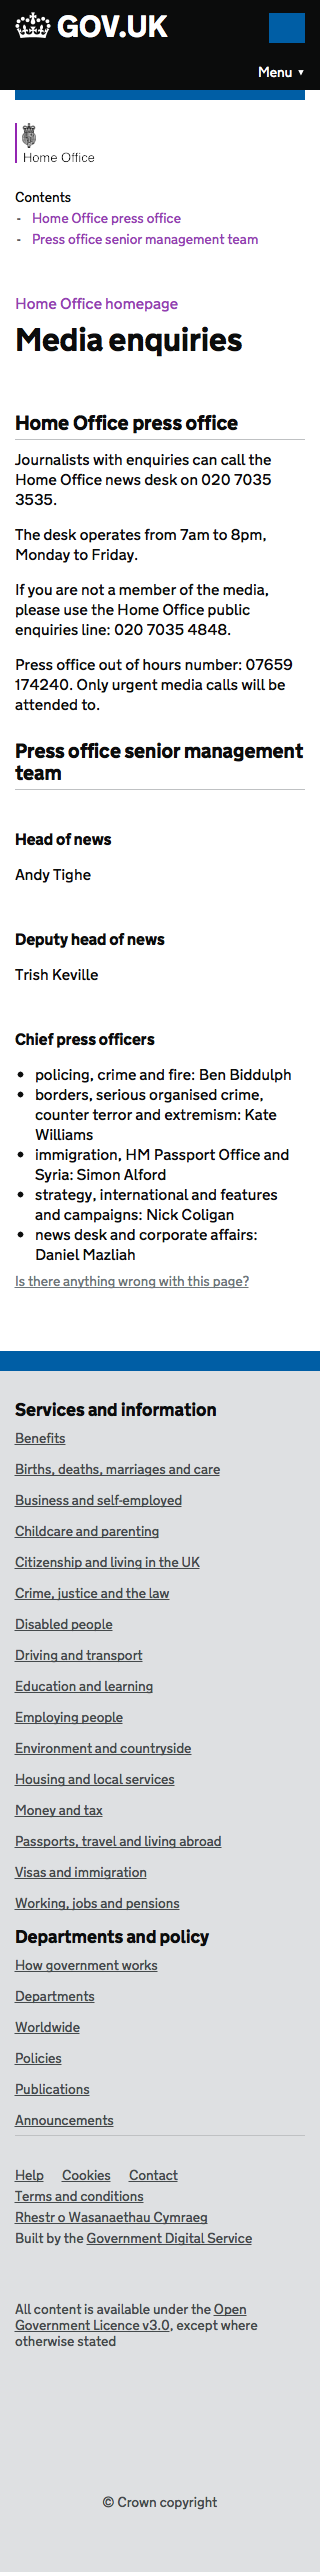 GOV.UK
Menu ▼
Home Office
Contents
- Home Office press office
- Press office senior management team
Home Office homepage
Media enquiries
Home Office press office
Journalists with enquiries can call the
Home Office news desk on 020 7035
3535.
The desk operates from 7am to 8pm,
Monday to Friday.
If you are not a member of the media,
please use the Home Office public
enquiries line: 020 7035 4848.
Press office out of hours number: 07659
174240. Only urgent media calls will be
attended to.
Press office senior management
team
Head of news
Andy Tighe
Deputy head of news
Trish Keville
Chief press officers
• policing, crime and fire: Ben Biddulph
• borders, serious organised crime,
counter terror and extremism: Kate
Williams
• immigration, HM Passport Office and
Syria: Simon Alford
• strategy, international and features
and campaigns: Nick Coligan
• news desk and corporate affairs:
Daniel Mazliah
Is there anything wrong with this page?
Services and information
Benefits
Births, deaths, marriages and care
Business and self-employed
Childcare and parenting
Citizenship and living in the UK
Crime, justice and the law
Disabled people
Driving and transport
Education and learning
Employing people
Environment and countryside
Housing and local services
Money and tax
Passports, travel and living abroad
Visas and immigration
Working, jobs and pensions
Departments and policy
How government works
Departments
Worldwide
Policies
Publications
Announcements
Help Cookies Contact
Terms and conditions
Rhestr o Wasanaethau Cymraeg
Built by the Government Digital Service
All content is available under the Open
Government Licence v3.0, except where
otherwise stated
© Crown copyright